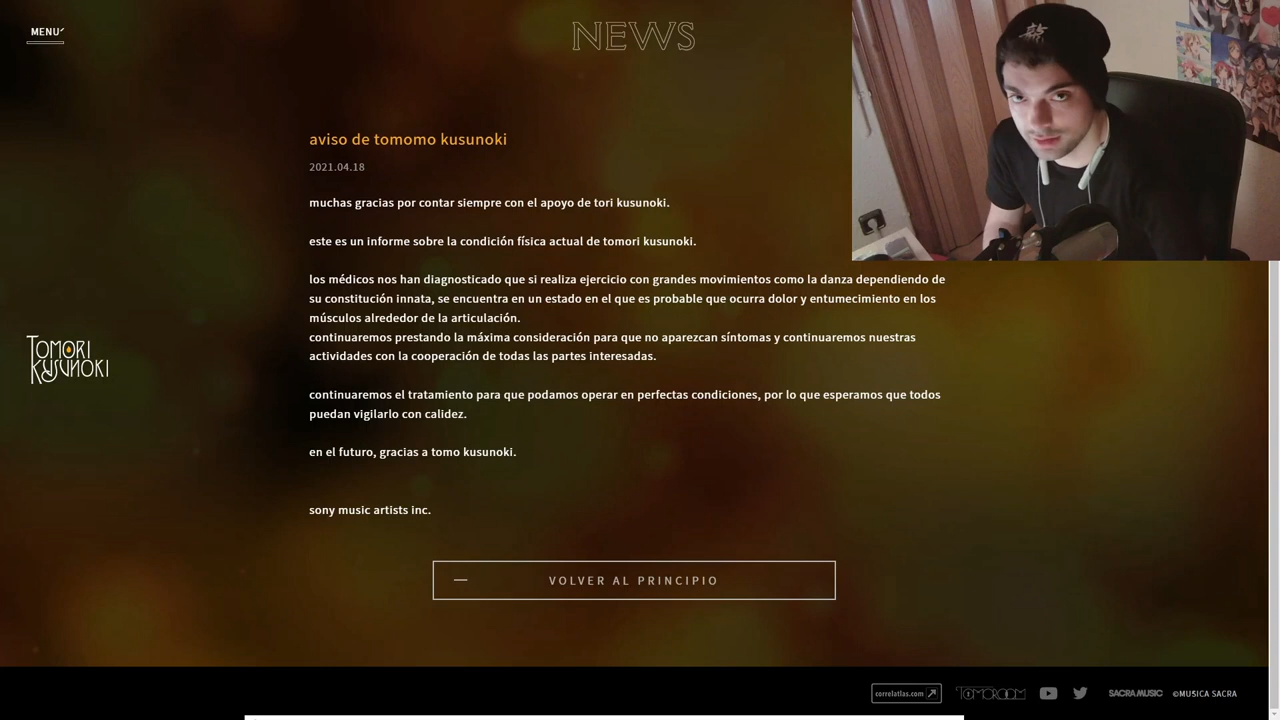 MENU
NEWS
aviso de tomomo kusunoki
2021.04.18
muchas gracias por contar siempre con el apoyo de tori kusunoki.
este es un informe sobre la condición física actual de tomori kusunoki.
los médicos nos han diagnosticado que si realiza ejercicio con grandes movimientos como la danza dependiendo de
su constitución innata, se encuentra en un estado en el que es probable que ocurra dolor y entumecimiento en los
músculos alrededor de la articulación.
continuaremos prestando la máxima consideración para que no aparezcan síntomas y continuaremos nuestras
actividades con la cooperación de todas las partes interesadas.
TOMORI
KUSUNOKI
continuaremos el tratamiento para que podamos operar en perfectas condiciones, por lo que esperamos que todos
puedan vigilarlo con calidez.
en el futuro, gracias a tomo kusunoki.
sony music artists inc.
VOLVER AL PRINCIPIO
correlatlas.com
TOMOROOM
SACRA MUSIC
©MUSICA SACRA